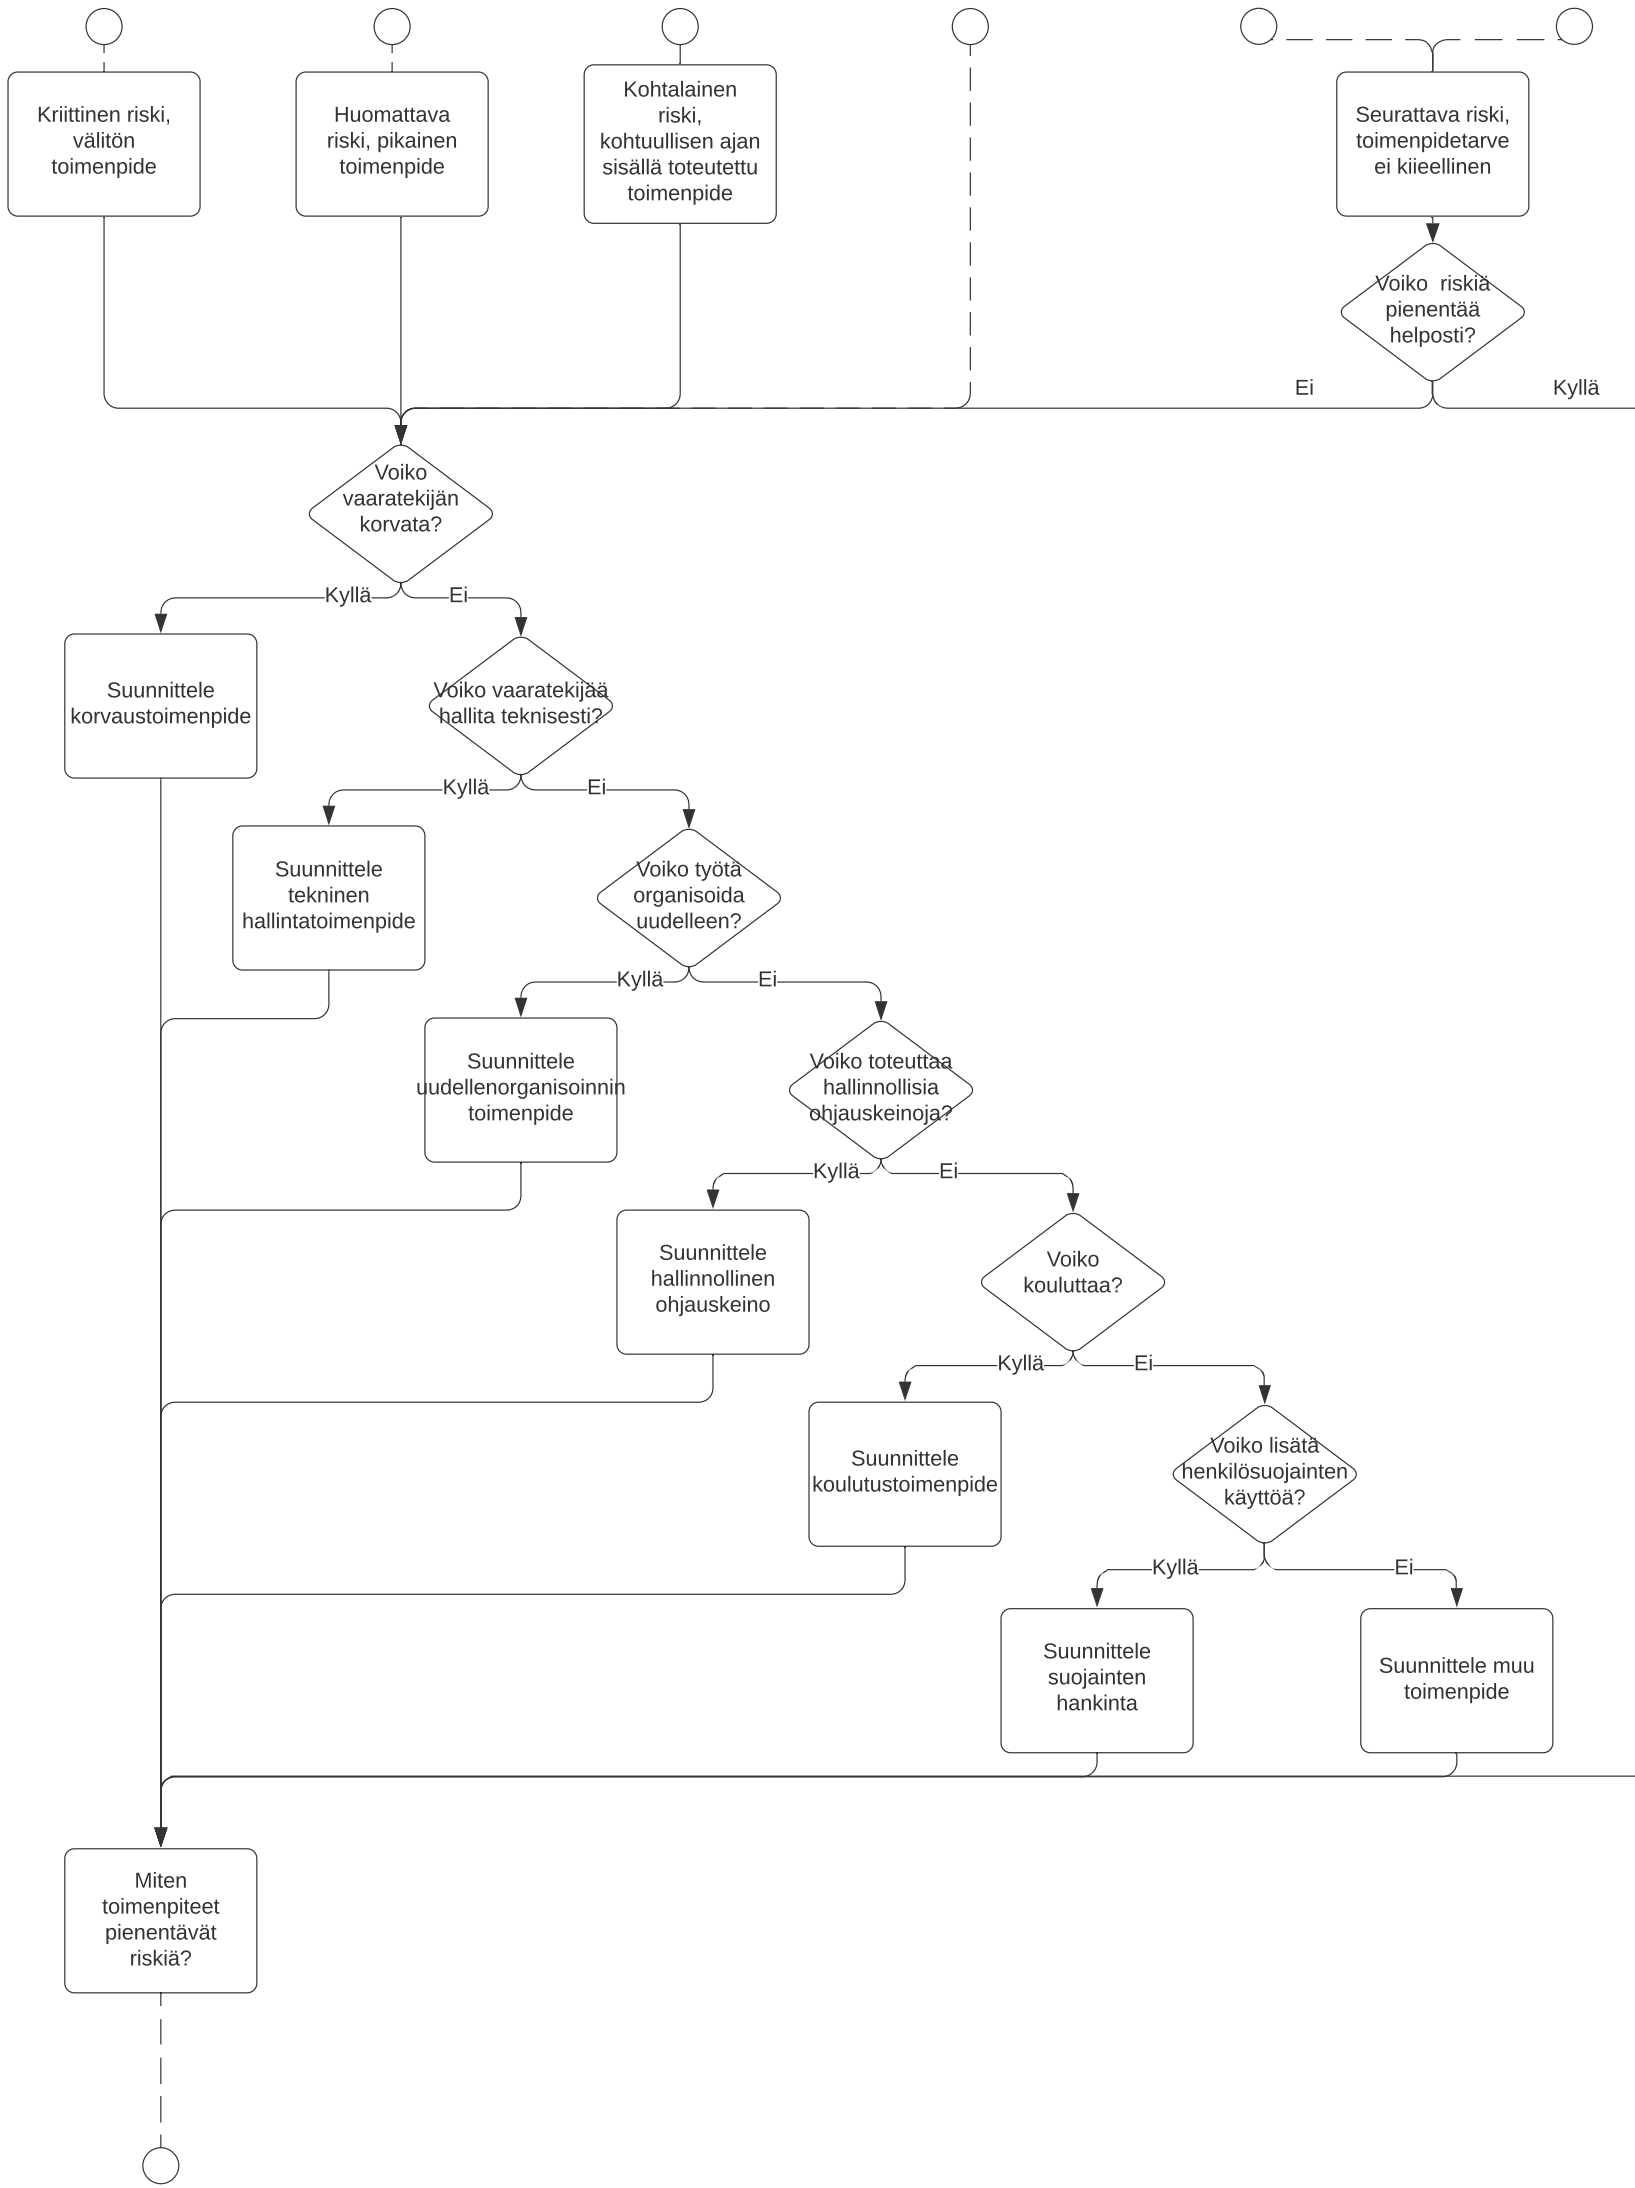 Kriittinen riski,
välitön
toimenpide
Huomattava
riski, pikainen
toimenpide
Kohtalainen
riski,
kohtuullisen ajan
sisällä toteutettu
toimenpide
Seurattava riski,
toimenpidetarve
ei kiieellinen
Voiko  riskiä
pienentää
helposti?
Ei
Kyllä
Voiko
vaaratekijän
korvata?
Kyllä
Ei
Suunnittele
korvaustoimenpide
Voiko vaaratekijää
hallita teknisesti?
Kyllä
Ei
Suunnittele
tekninen
hallintatoimenpide
Voiko työtä
organisoida
uudelleen?
Kyllä
Ei
Suunnittele
uudellenorganisoinnin
toimenpide
Voiko toteuttaa
hallinnollisia
ohjauskeinoja?
Kyllä
Ei
Suunnittele
hallinnollinen
ohjauskeino
Voiko
kouluttaa?
Kyllä
Ei
Suunnittele
koulutustoimenpide
Voiko lisätä
henkilösuojainten
käyttöä?
Kyllä
Ei
Suunnittele
suojainten
hankinta
Suunnittele muu
toimenpide
Miten
toimenpiteet
pienentävät
riskiä?